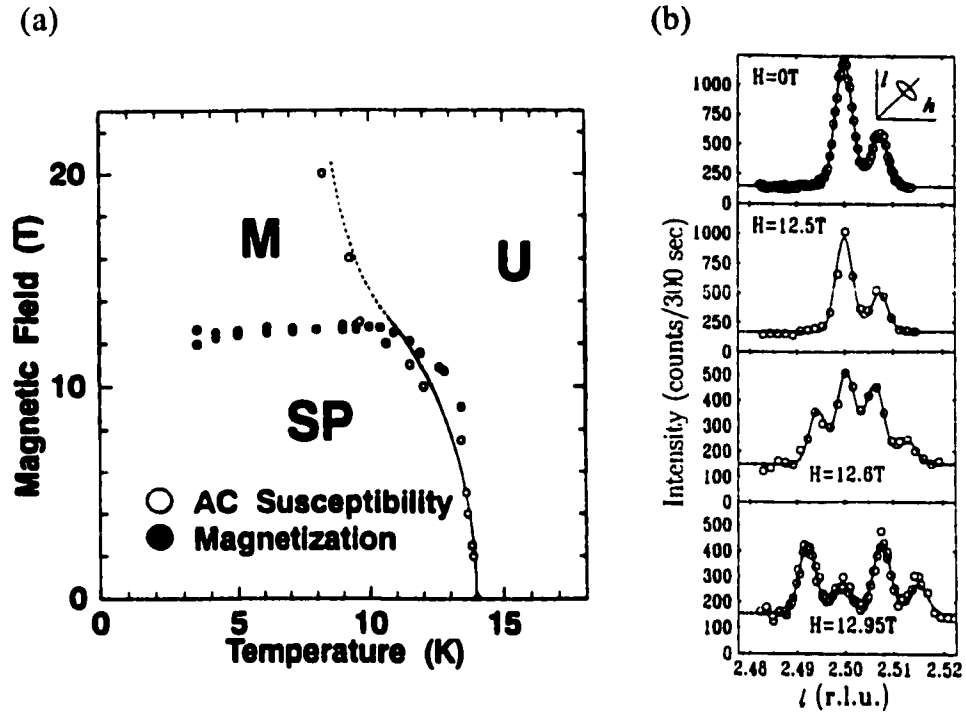 (a)
Magnetic Field (T)
20
10
0
M
U
SP
○ AC Susceptibility
● Magnetization
0 5 10 15
Temperature (K)
(b)
Intensity (counts/300 sec)
H=0T
l
h
1000
750
500
250
0
H=12.5T
1000
750
500
250
0
H=12.6T
500
400
300
200
100
0
H=12.95T
500
400
300
200
100
0
2.48 2.49 2.50 2.51 2.52
l (r.l.u.)